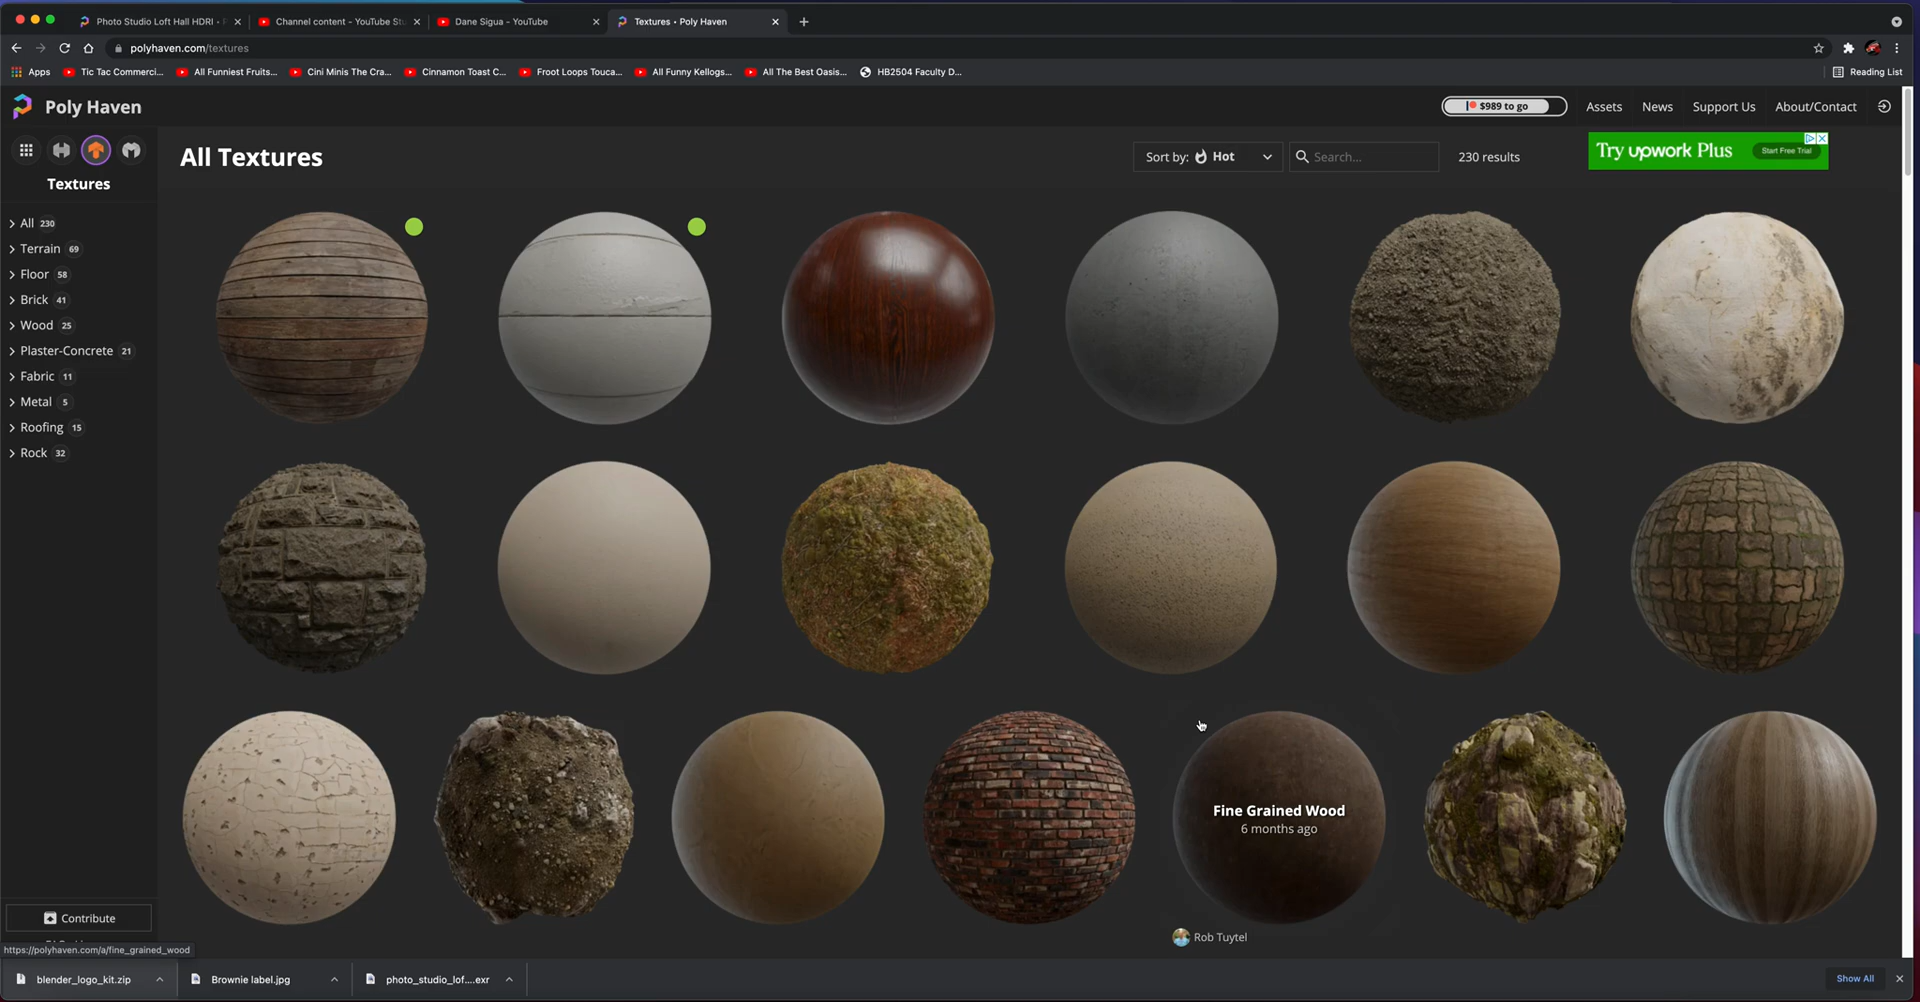 Photo Studio Loft Hall HDRI • P
Channel content - YouTube Stu
Dane Sigua - YouTube
Textures • Poly Haven
polyhaven.com/textures
Apps
Tic Tac Commerci...
All Funniest Fruits...
Cini Minis The Cra...
Cinnamon Toast C...
Froot Loops Touca...
All Funny Kellogs...
All The Best Oasis...
HB2504 Faculty D...
Reading List
Poly Haven
$989 to go
Assets
News
Support Us
About/Contact
Textures
All 230
Terrain 69
Floor 58
Brick 41
Wood 25
Plaster-Concrete 21
Fabric 11
Metal 5
Roofing 15
Rock 32
All Textures
Sort by: Hot
Search...
230 results
Try upwork Plus
Start Free Trial
Fine Grained Wood
6 months ago
Rob Tuytel
Contribute
https://polyhaven.com/a/fine_grained_wood
blender_logo_kit.zip
Brownie label.jpg
photo_studio_lof....exr
Show All